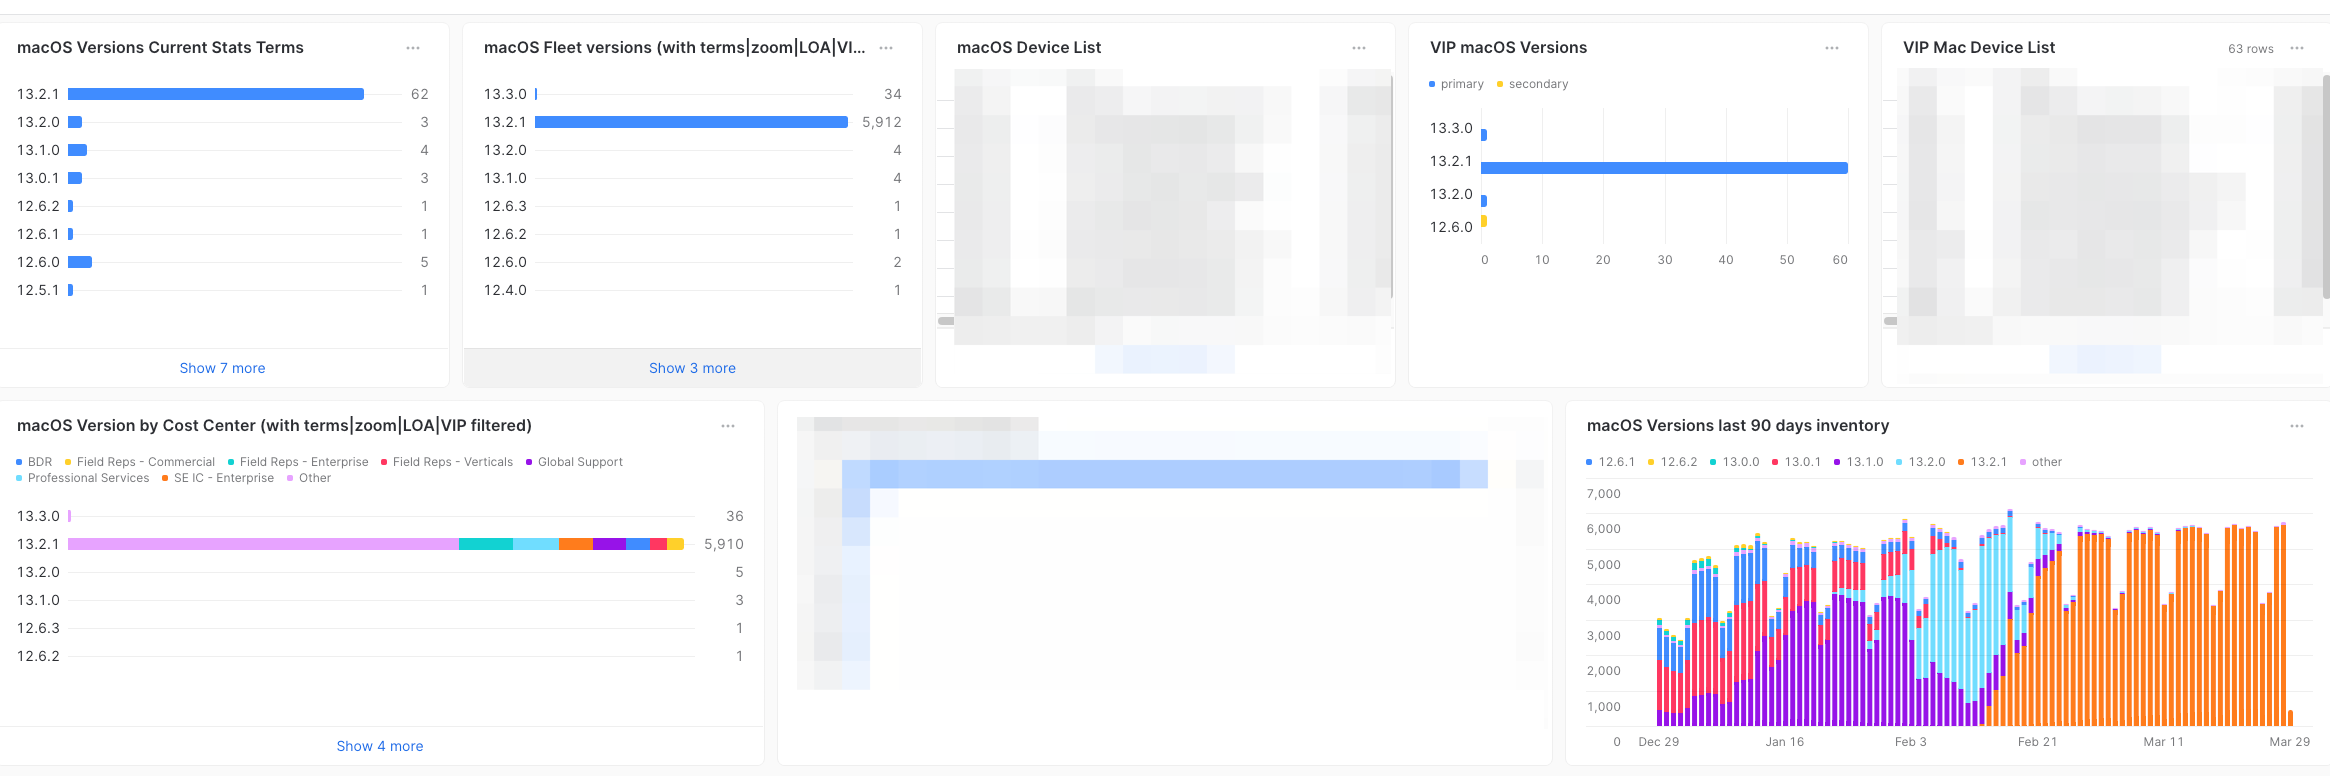 macOS Versions Current Stats Terms
13.2.1 62
13.2.0 3
13.1.0 4
13.0.1 3
12.6.2 1
12.6.1 1
12.6.0 5
12.5.1 1
Show 7 more
macOS Fleet versions (with terms|zoom|LOA|VI...
13.3.0 34
13.2.1 5,912
13.2.0 4
13.1.0 4
12.6.3 1
12.6.2 1
12.6.0 2
12.4.0 1
Show 3 more
macOS Device List
VIP macOS Versions
primary secondary
13.3.0
13.2.1
13.2.0
12.6.0
0 10 20 30 40 50 60
VIP Mac Device List 63 rows
macOS Version by Cost Center (with terms|zoom|LOA|VIP filtered)
BDR Field Reps - Commercial Field Reps - Enterprise Field Reps - Verticals Global Support
Professional Services SE IC - Enterprise Other
13.3.0 36
13.2.1 5,910
13.2.0 5
13.1.0 3
12.6.3 1
12.6.2 1
Show 4 more
macOS Versions last 90 days inventory
12.6.1 12.6.2 13.0.0 13.0.1 13.1.0 13.2.0 13.2.1 other
7,000
6,000
5,000
4,000
3,000
2,000
1,000
0
Dec 29 Jan 16 Feb 3 Feb 21 Mar 11 Mar 29